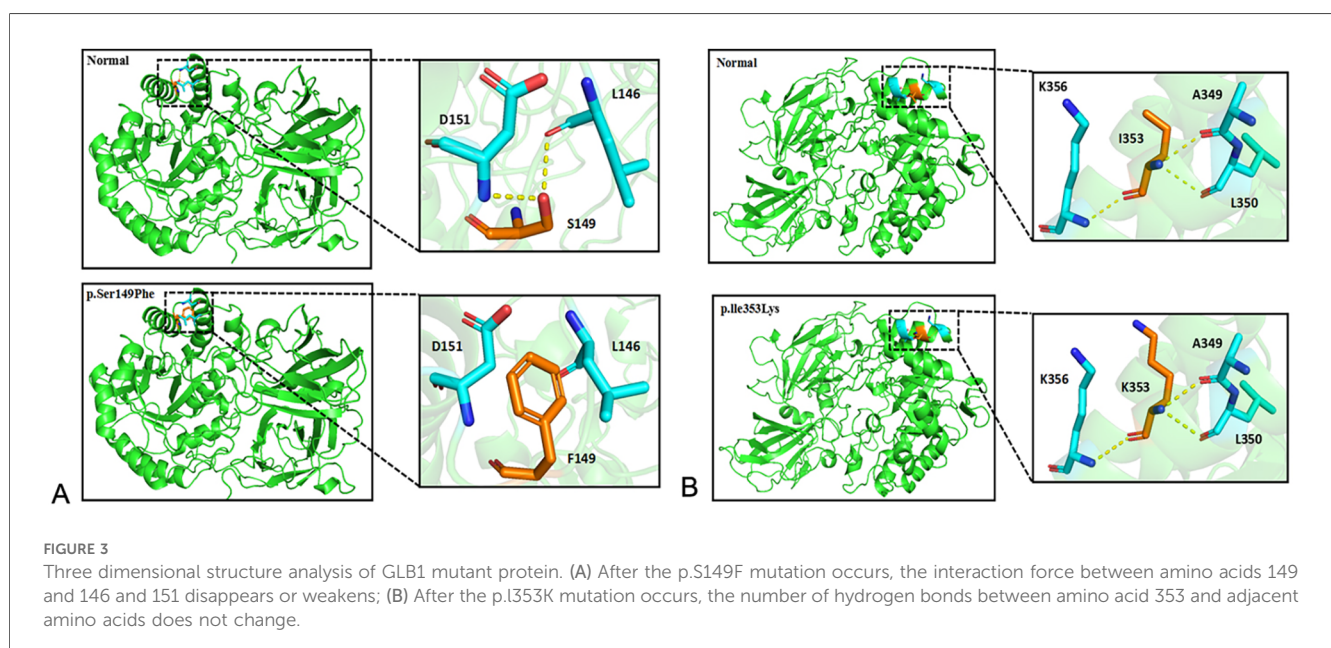 Normal
D151
L146
S149
p.Ser149Phe
D151
L146
F149
A
Normal
K356
I353
A349
L350
p.Ile353Lys
K356
K353
A349
L350
B
FIGURE 3
Three dimensional structure analysis of GLB1 mutant protein. (A) After the p.S149F mutation occurs, the interaction force between amino acids 149
and 146 and 151 disappears or weakens; (B) After the p.I353K mutation occurs, the number of hydrogen bonds between amino acid 353 and adjacent
amino acids does not change.